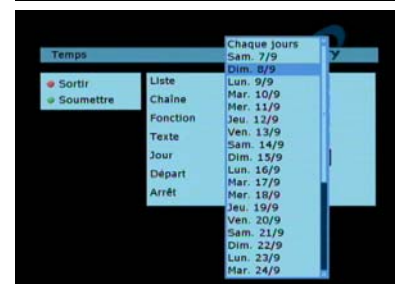 Temps
Sortir
Soumettre
Liste
Chaîne
Fonction
Texte
Jour
Départ
Arrêt
Chaque jours
Sam. 7/9
Dim. 8/9
Lun. 9/9
Mar. 10/9
Mer. 11/9
Jeu. 12/9
Ven. 13/9
Sam. 14/9
Dim. 15/9
Lun. 16/9
Mar. 17/9
Mer. 18/9
Jeu. 19/9
Ven. 20/9
Sam. 21/9
Dim. 22/9
Lun. 23/9
Mar. 24/9